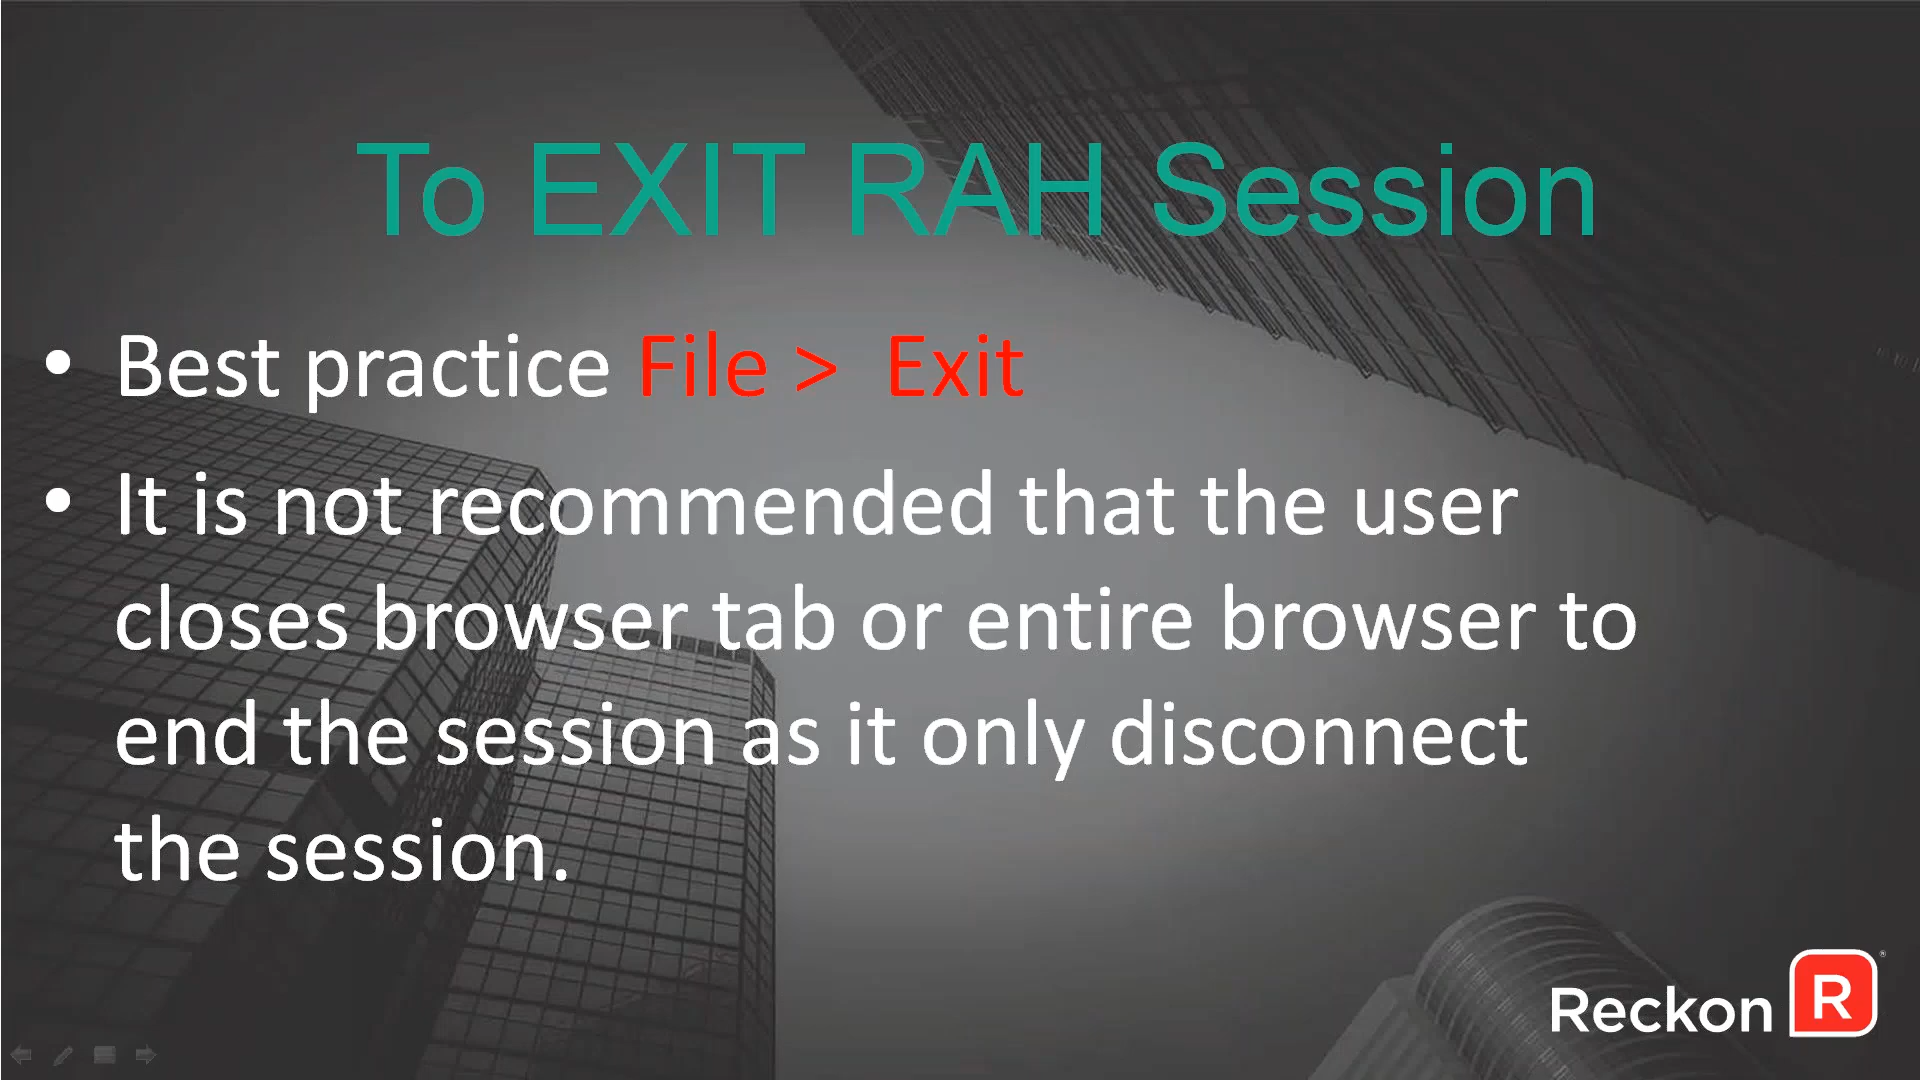 To EXIT RAH Session
• Best practice File >  Exit
• It is not recommended that the user
closes browser tab or entire browser to
end the session as it only disconnect
the session.
Reckon R®